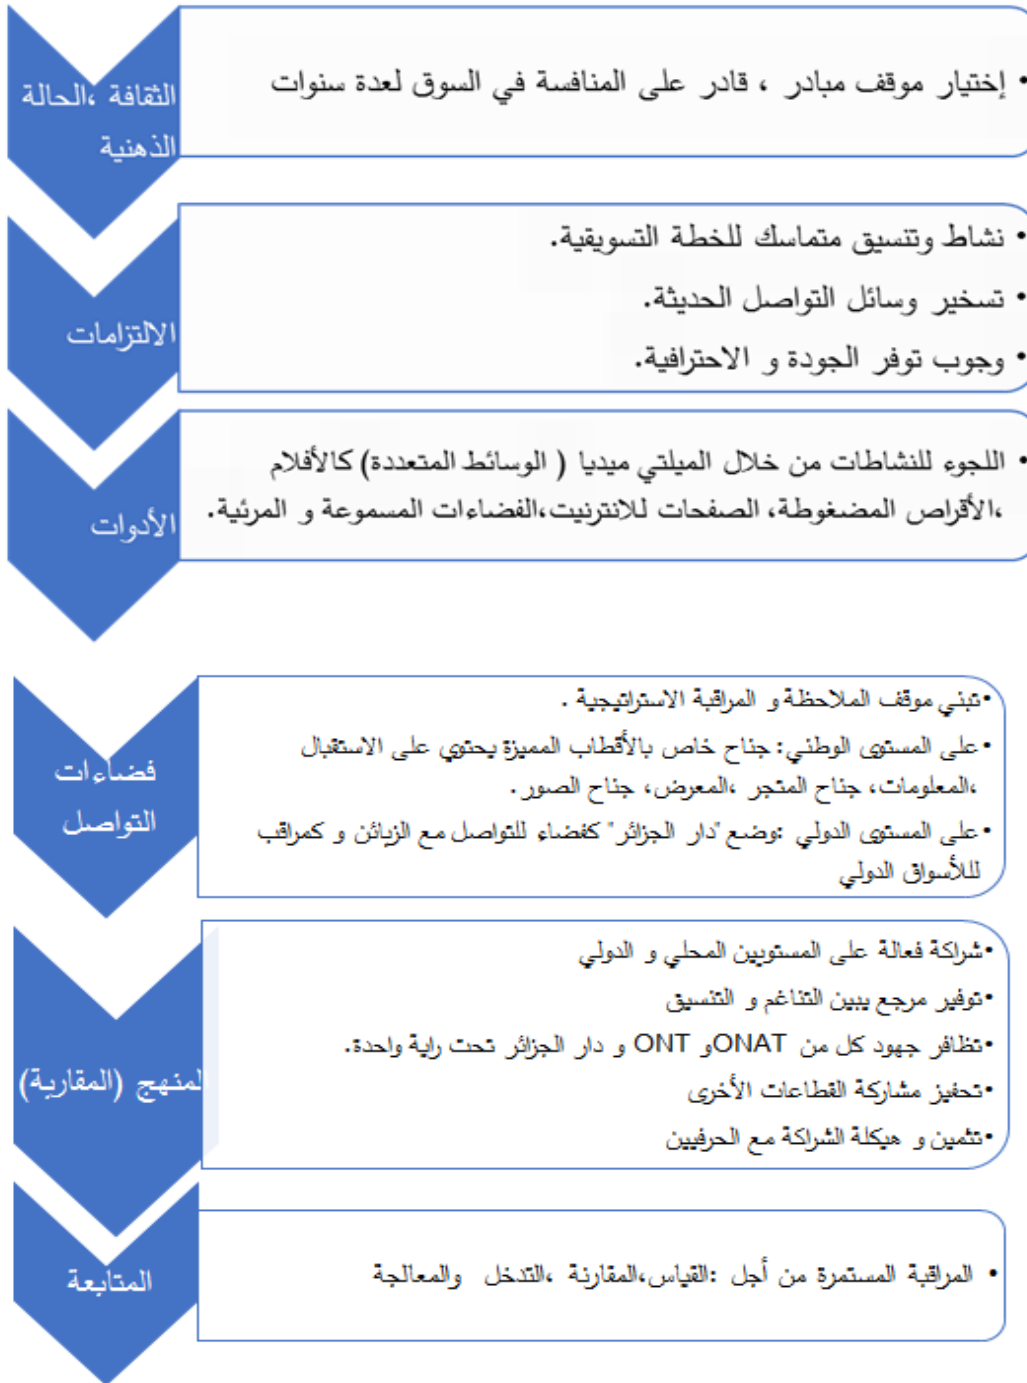 الثقافة ،الحالة
الذهنية
• إختيار موقف مبادر ، قادر على المنافسة في السوق لعدة سنوات
الالتزامات
• نشاط وتنسيق متماسك للخطة التسويقية.
• تسخير وسائل التواصل الحديثة.
• وجوب توفر الجودة و الاحترافية.
الأدوات
• اللجوء للنشاطات من خلال الميلتي ميديا ( الوسائط المتعددة) كالأفلام
،الأقراص المضغوطة، الصفحات للانترنيت،الفضاءات المسموعة و المرئية.
فضاءات
التواصل
•تبني موقف الملاحظة و المراقبة الاستراتيجية .
•على المستوى الوطني: جناح خاص بالأقطاب المميزة يحتوي على الاستقبال
،المعلومات، جناح المتجر ،المعرض، جناح الصور.
•على المستوى الدولي :وضع "دار الجزائر" كفضاء للتواصل مع الزبائن و كمراقب
للأسواق الدولي
لمنهج (المقاربة)
•شراكة فعالة على المستويين المحلي و الدولي
•توفير مرجع يبين التناغم و التنسيق
•تظافر جهود كل من ONAT و ONT و دار الجزائر تحت راية واحدة.
•تحفيز مشاركة القطاعات الأخرى
•تثمين و هيكلة الشراكة مع الحرفيين
المتابعة
• المراقبة المستمرة من أجل :القياس،المقارنة ،التدخل والمعالجة